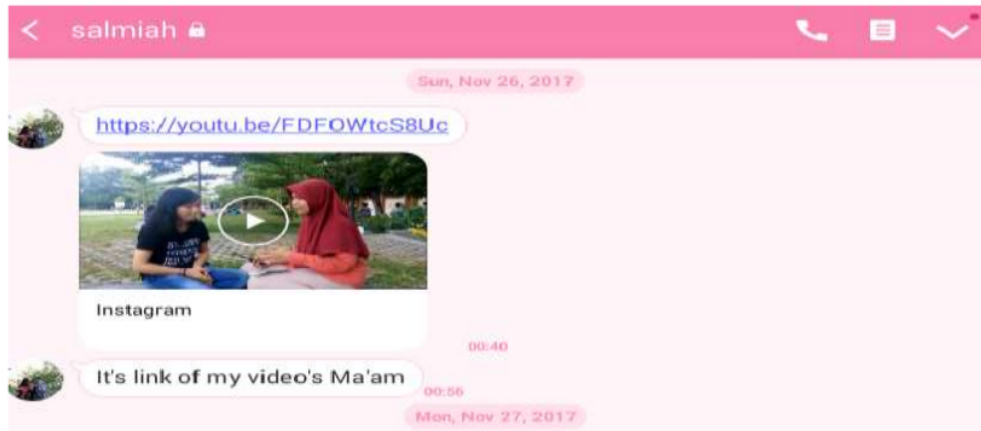 salmiah
Sun, Nov 26, 2017
https://youtu.be/FDFOWtcS8Uc
Instagram
00:40
It's link of my video's Ma'am
00:56
Mon, Nov 27, 2017